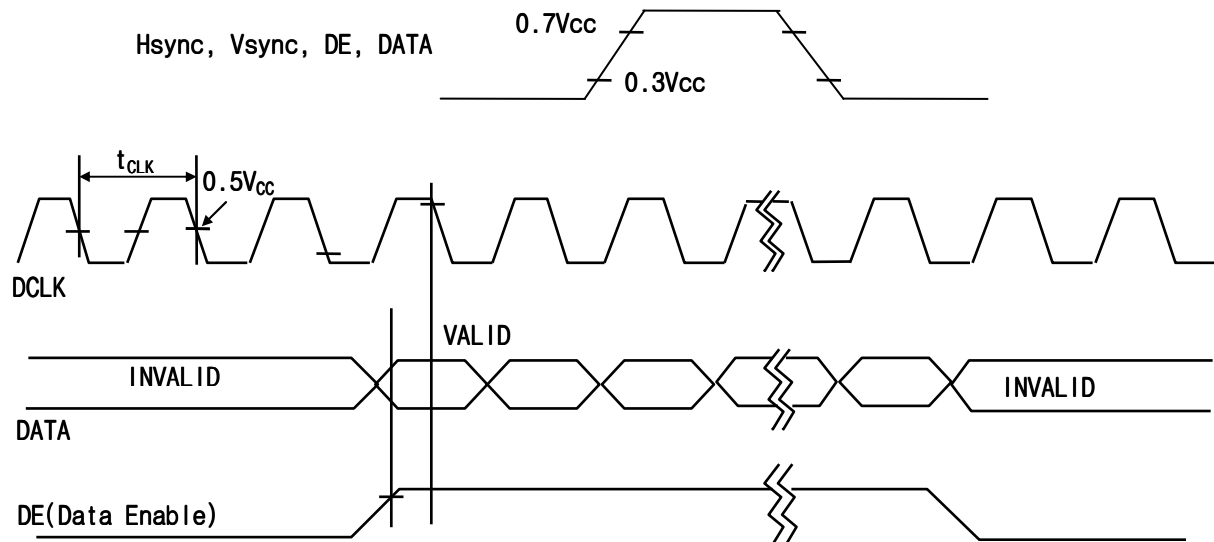 0.7Vcc
Hsync, Vsync, DE, DATA
0.3Vcc
tCLK
0.5VCC
DCLK
VALID
INVALID
INVALID
DATA
DE(Data Enable)